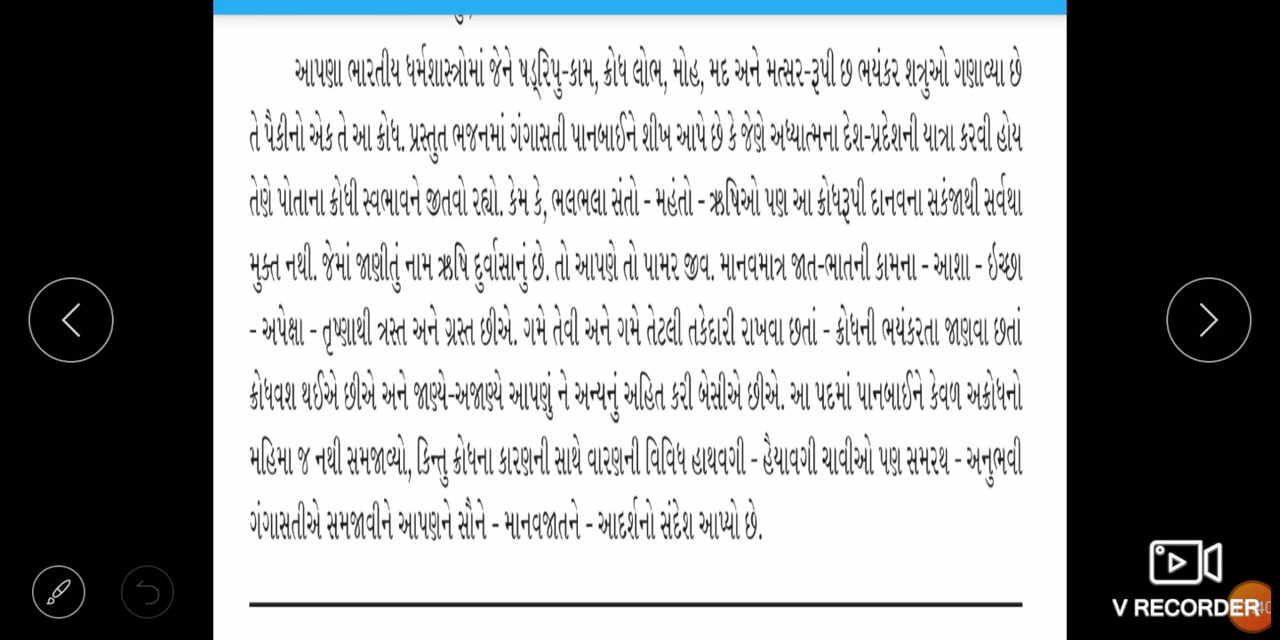 આપણા ભારતીય ધર્મશાસ્ત્રોમાં જેને ષડ્‌રિપુ-કામ, ક્રોધ લોભ, મોહ, મદ અને મત્સર-રૂપી છ ભયંકર શત્રુઓ ગણાવ્યા છે
તે પૈકીનો એક તે આ ક્રોધ. પ્રસ્તુત ભજનમાં ગંગાસતી પાનબાઈને શીખ આપે છે કે જેણે અધ્યાત્મના દેશ-પ્રદેશની યાત્રા કરવી હોય
તેણે પોતાના ક્રોધી સ્વભાવને જીતવો રહ્યો. કેમ કે, ભલભલા સંતો - મહંતો - ઋષિઓ પણ આ ક્રોધરૂપી દાનવના સકંજાથી સર્વથા
મુક્ત નથી. જેમાં જાણીતું નામ ઋષિ દુર્વાસાનું છે. તો આપણે તો પામર જીવ. માનવમાત્ર જાત-ભાતની કામના - આશા - ઇચ્છા
- અપેક્ષા - તૃષ્ણાથી ત્રસ્ત અને ગ્રસ્ત છીએ. ગમે તેવી અને ગમે તેટલી તકેદારી રાખવા છતાં - ક્રોધની ભયંકરતા જાણવા છતાં
ક્રોધવશ થઈએ છીએ અને જાણ્યે-અજાણ્યે આપણું ને અન્યનું અહિત કરી બેસીએ છીએ. આ પદમાં પાનબાઈને કેવળ અક્રોધનો
મહિમા જ નથી સમજાવ્યો, કિન્તુ ક્રોધના કારણની સાથે વારણની વિવિધ હાથવગી - હૈયાવગી ચાવીઓ પણ સમરથ - અનુભવી
ગંગાસતીએ સમજાવીને આપણને સૌને - માનવજાતને - આદર્શનો સંદેશ આપ્યો છે.
V RECORDER